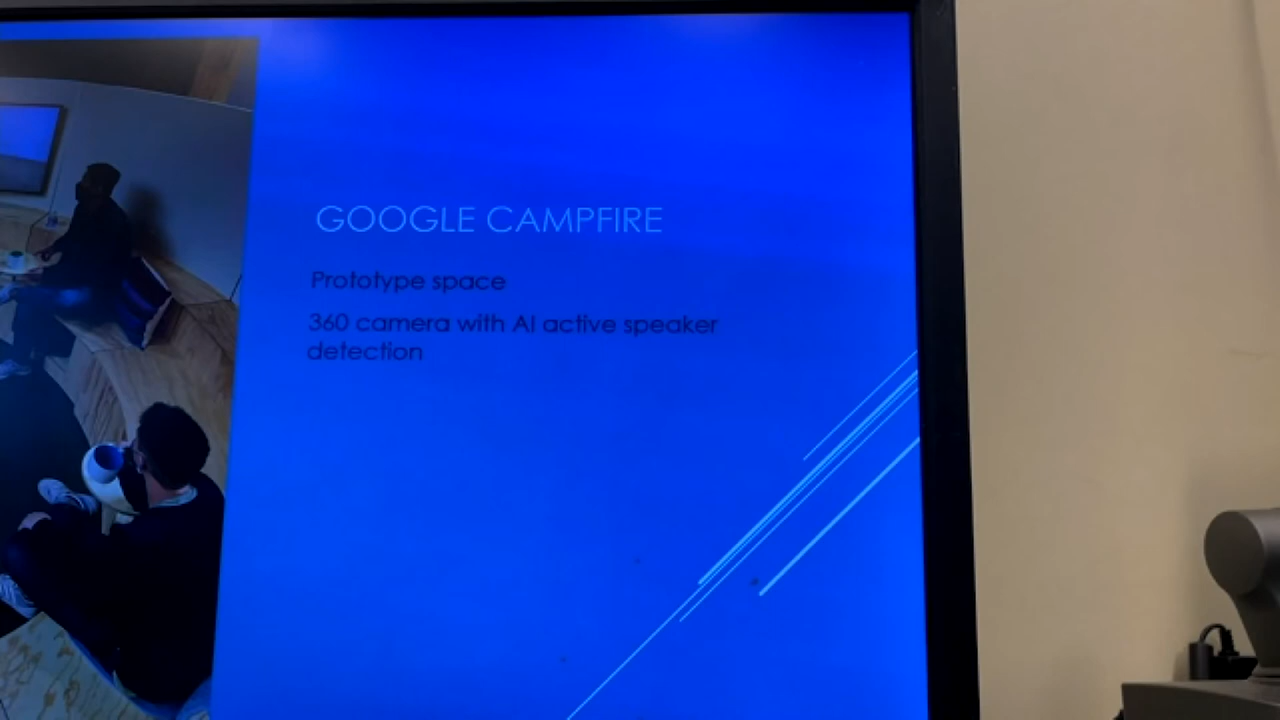 GOOGLE CAMPFIRE
Prototype space
360 camera with AI active speaker
detection